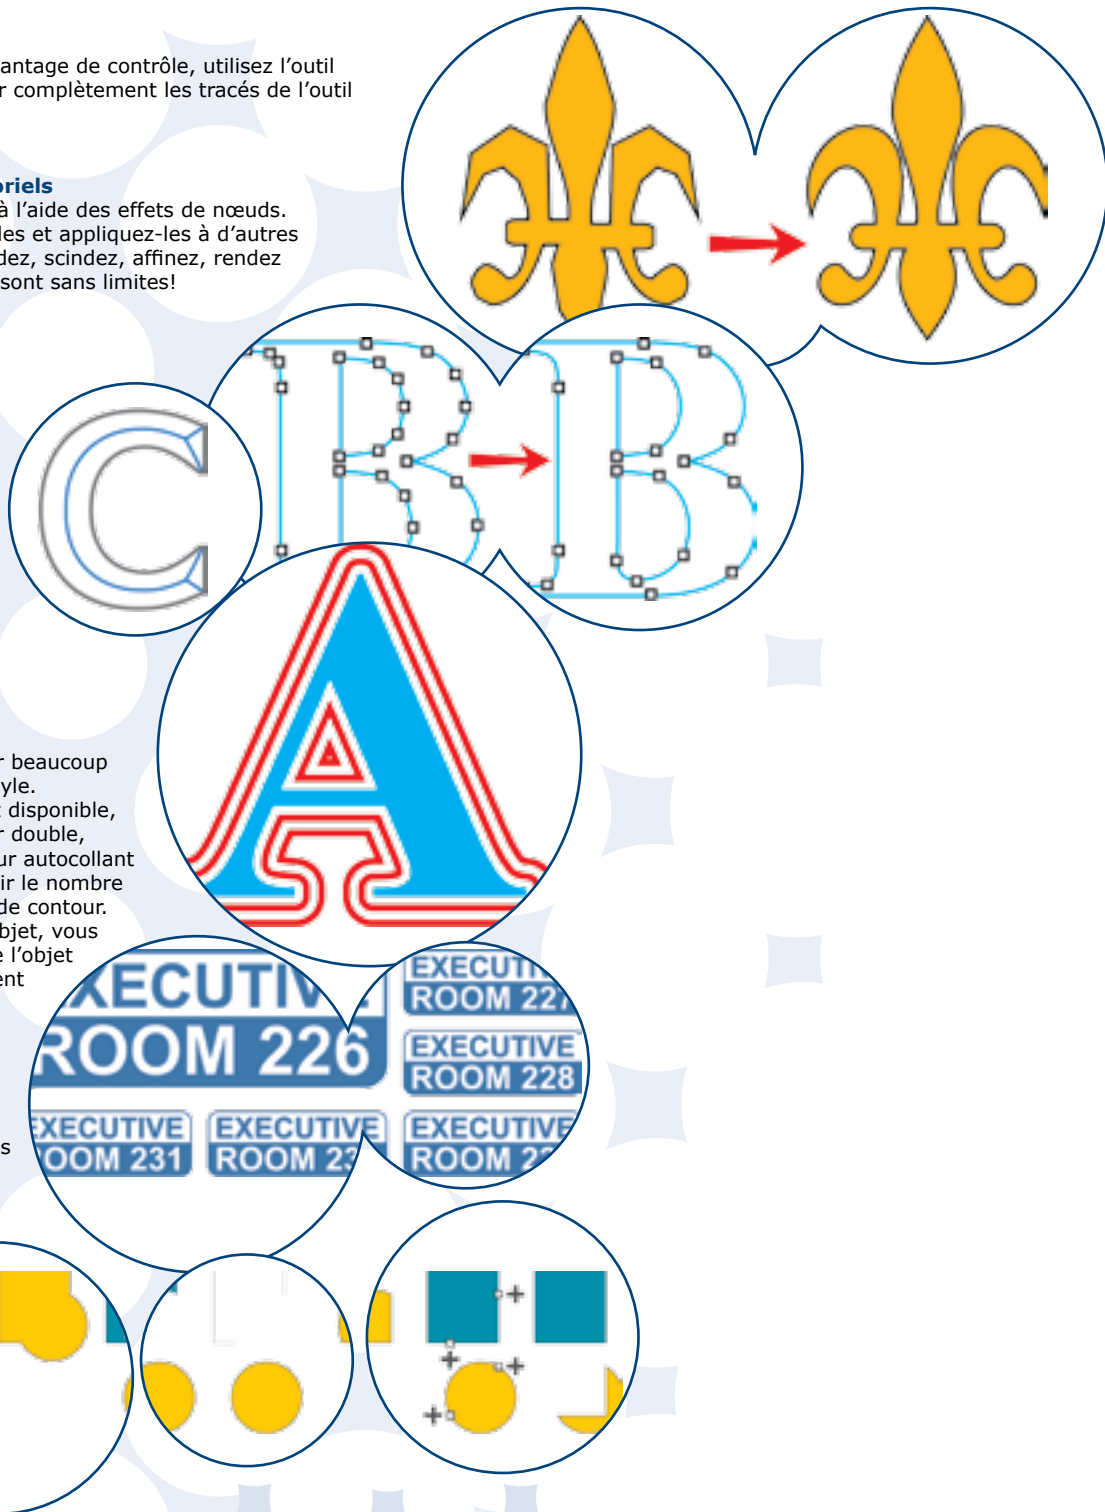 antage de contrôle, utilisez l’outil
r complètement les tracés de l’outil
oriels
à l’aide des effets de nœuds.
les et appliquez-les à d’autres
dez, scindez, affinez, rendez
sont sans limites!
C
R
B
A
r beaucoup
yle.
t disponible,
r double,
ur autocollant
ir le nombre
de contour.
bjet, vous
e l’objet
ent
s
EXECUTIVE
ROOM 226
EXECUTIV
ROOM 227
EXECUTIVE
ROOM 228
EXECUTIVE
ROOM 231
EXECUTIVE
ROOM 23
EXECUTIVE
ROOM 22